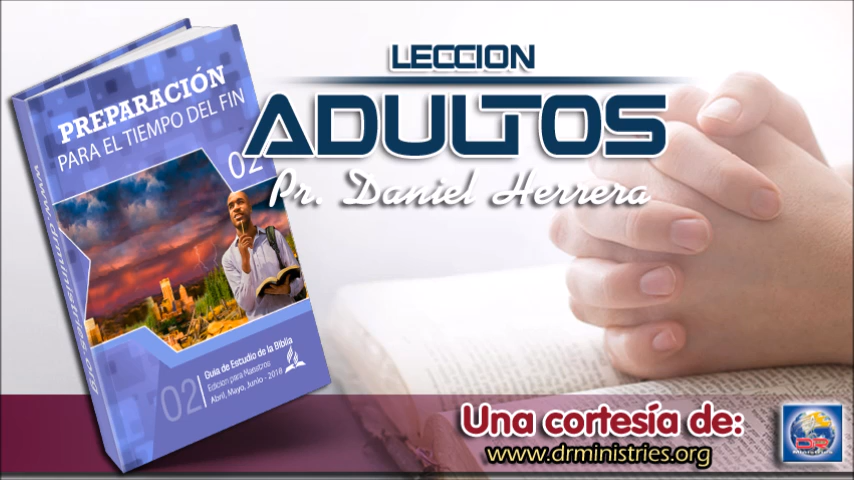 LECCION
ADULTOS
Pr. Daniel Herrera
PREPARACIÓN
PARA EL TIEMPO DEL FIN
02
www.drministries.org
02
Guía de Estudio de la Biblia
Edición para Maestros
Abril, Mayo, Junio - 2018
Una cortesía de:
www.drministries.org
DR
Ministries